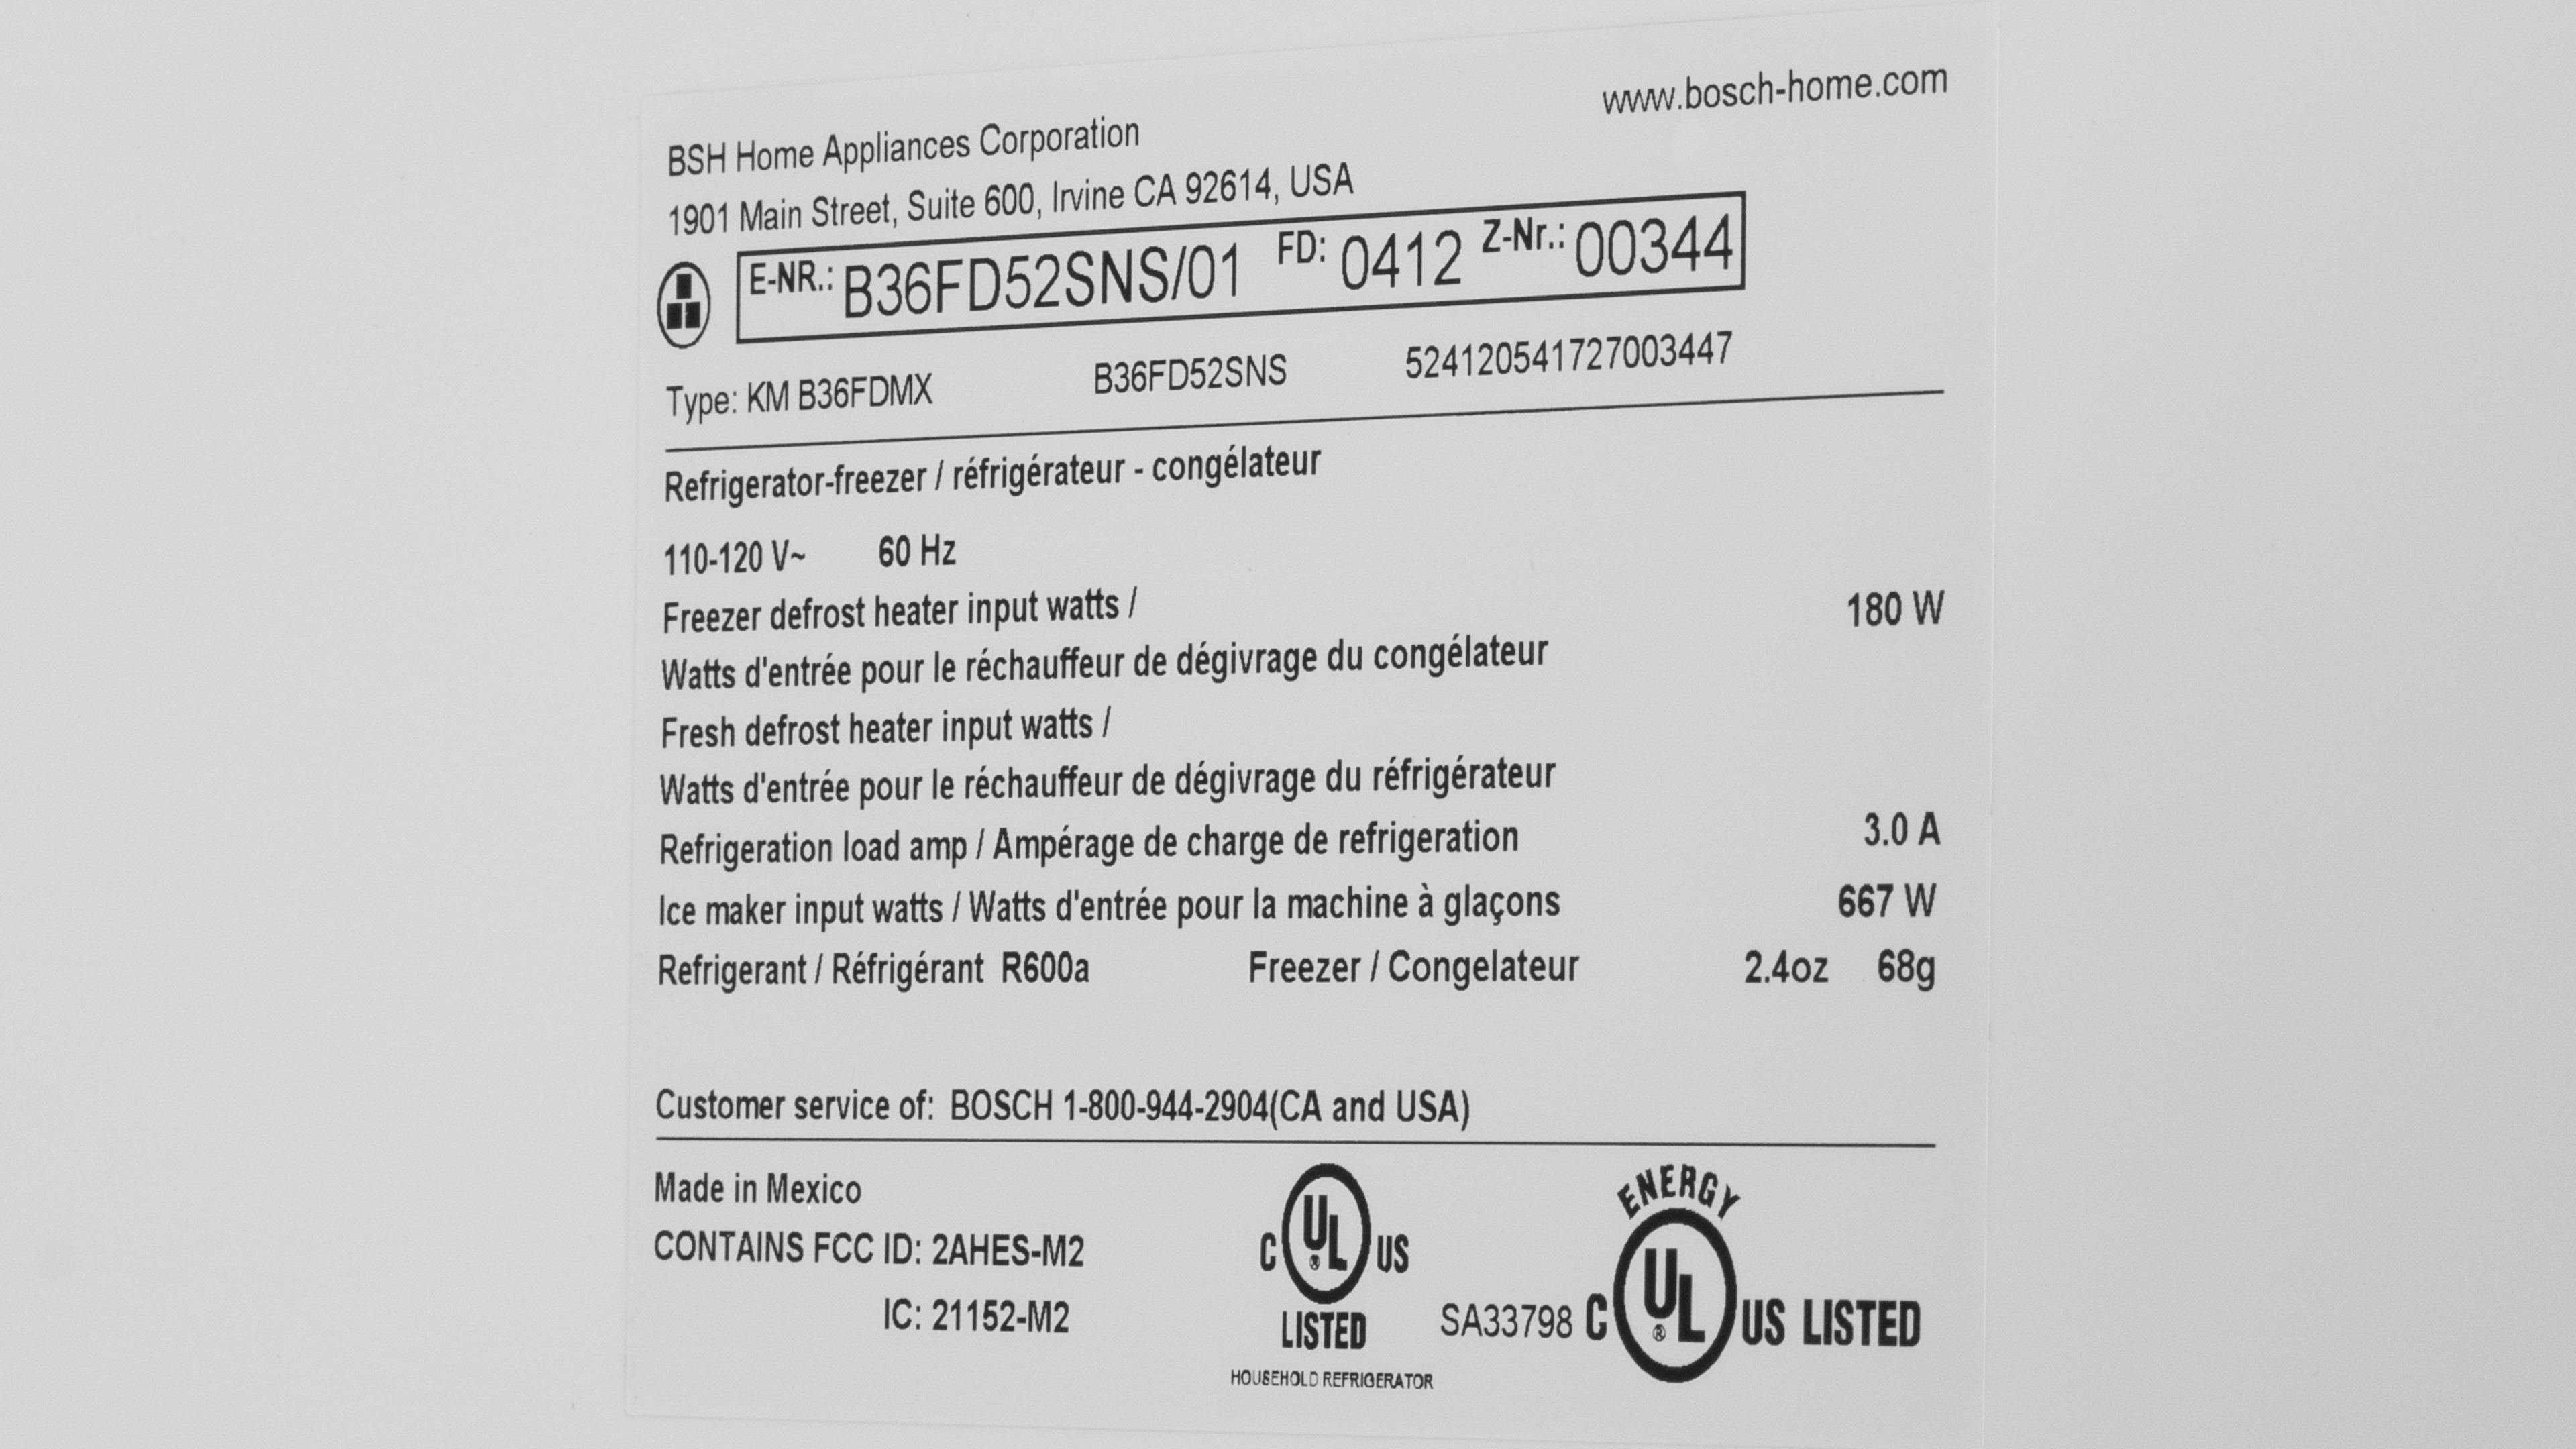 www.bosch-home.com
BSH Home Appliances Corporation
1901 Main Street, Suite 600, Irvine CA 92614, USA
E-NR.: B36FD52SNS/01 FD: 0412 Z-Nr.: 00344
Type: KM B36FDMX B36FD52SNS 524120541727003447
Refrigerator-freezer / réfrigérateur - congélateur
110-120 V~ 60 Hz
Freezer defrost heater input watts / 180 W
Watts d'entrée pour le réchauffeur de dégivrage du congélateur
Fresh defrost heater input watts /
Watts d'entrée pour le réchauffeur de dégivrage du réfrigérateur
Refrigeration load amp / Ampérage de charge de refrigeration 3.0 A
Ice maker input watts / Watts d'entrée pour la machine à glaçons 667 W
Refrigerant / Réfrigérant R600a Freezer / Congelateur 2.4oz 68g
Customer service of: BOSCH 1-800-944-2904(CA and USA)
Made in Mexico
CONTAINS FCC ID: 2AHES-M2
IC: 21152-M2
C UL ® US
LISTED
HOUSEHOLD REFRIGERATOR
ENERGY
SA33798 C UL ® US LISTED